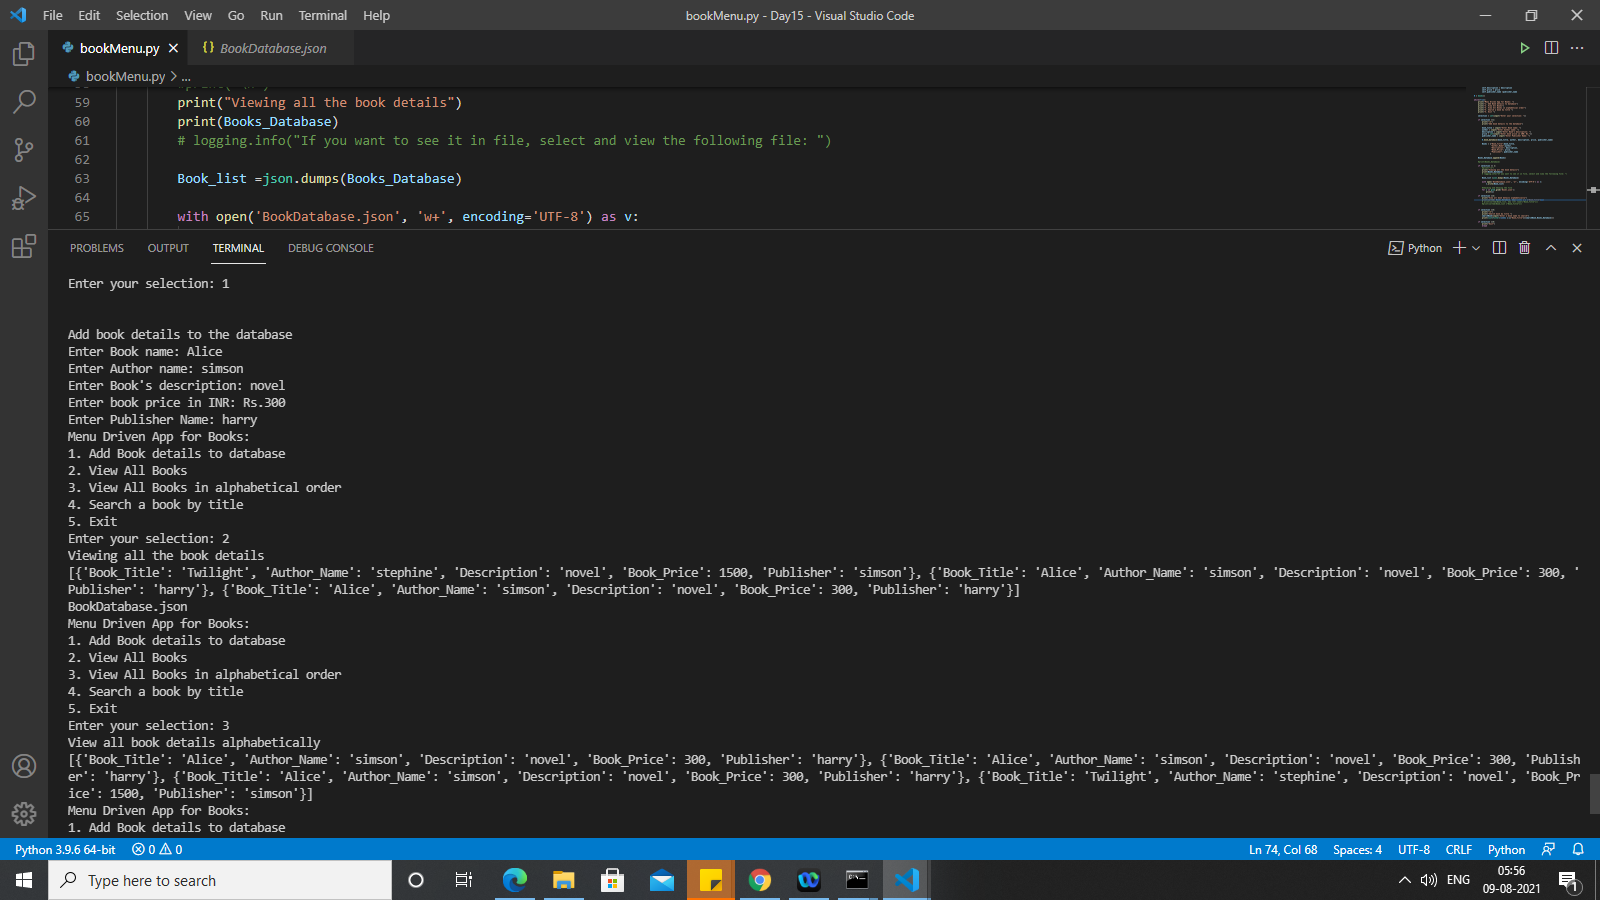 File Edit Selection View Go Run Terminal Help
bookMenu.py - Day15 - Visual Studio Code
bookMenu.py
BookDatabase.json
bookMenu.py > ...
59 print("Viewing all the book details")
60 print(Books_Database)
61 # logging.info("If you want to see it in file, select and view the following file: ")
62
63 Book_list =json.dumps(Books_Database)
64
65 with open('BookDatabase.json', 'w+', encoding='UTF-8') as v:
PROBLEMS OUTPUT TERMINAL DEBUG CONSOLE
Python
Enter your selection: 1
Add book details to the database
Enter Book name: Alice
Enter Author name: simson
Enter Book's description: novel
Enter book price in INR: Rs.300
Enter Publisher Name: harry
Menu Driven App for Books:
1. Add Book details to database
2. View All Books
3. View All Books in alphabetical order
4. Search a book by title
5. Exit
Enter your selection: 2
Viewing all the book details
[{'Book_Title': 'Twilight', 'Author_Name': 'stephine', 'Description': 'novel', 'Book_Price': 1500, 'Publisher': 'simson'}, {'Book_Title': 'Alice', 'Author_Name': 'simson', 'Description': 'novel', 'Book_Price': 300, '
Publisher': 'harry'}, {'Book_Title': 'Alice', 'Author_Name': 'simson', 'Description': 'novel', 'Book_Price': 300, 'Publisher': 'harry'}]
BookDatabase.json
Menu Driven App for Books:
1. Add Book details to database
2. View All Books
3. View All Books in alphabetical order
4. Search a book by title
5. Exit
Enter your selection: 3
View all book details alphabetically
[{'Book_Title': 'Alice', 'Author_Name': 'simson', 'Description': 'novel', 'Book_Price': 300, 'Publisher': 'harry'}, {'Book_Title': 'Alice', 'Author_Name': 'simson', 'Description': 'novel', 'Book_Price': 300, 'Publish
er': 'harry'}, {'Book_Title': 'Alice', 'Author_Name': 'simson', 'Description': 'novel', 'Book_Price': 300, 'Publisher': 'harry'}, {'Book_Title': 'Twilight', 'Author_Name': 'stephine', 'Description': 'novel', 'Book_Pr
ice': 1500, 'Publisher': 'simson'}]
Menu Driven App for Books:
1. Add Book details to database
Python 3.9.6 64-bit 0 0
Ln 74, Col 68 Spaces: 4 UTF-8 CRLF Python
Type here to search
ENG
05:56
09-08-2021
1